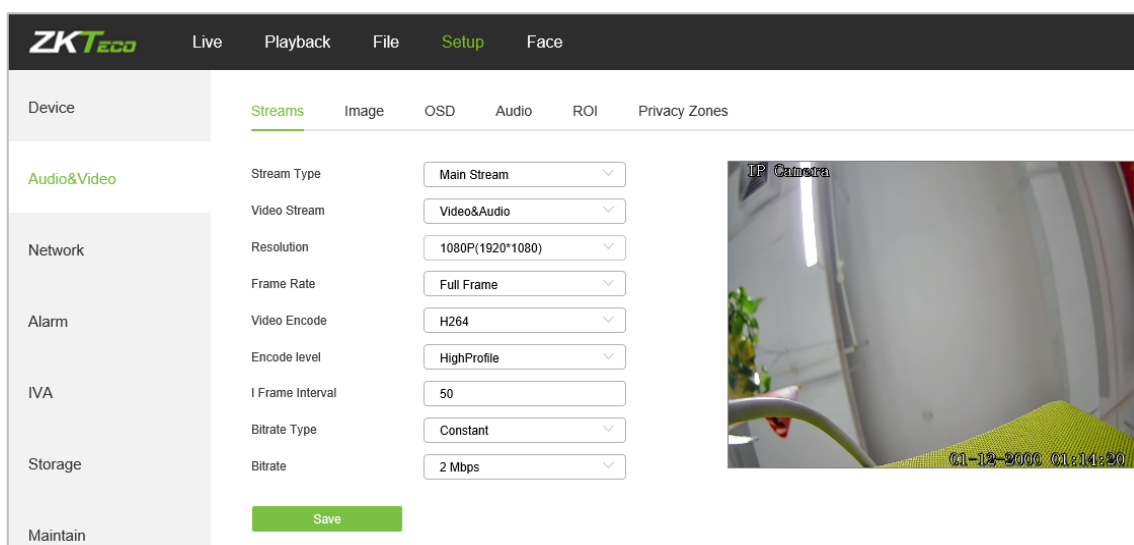 ZKTECO Live Playback File Setup Face
Device
Audio&Video
Network
Alarm
IVA
Storage
Maintain
Streams Image OSD Audio ROI Privacy Zones
Stream Type Main Stream
Video Stream Video&Audio
Resolution 1080P(1920*1080)
Frame Rate Full Frame
Video Encode H264
Encode level HighProfile
I Frame Interval 50
Bitrate Type Constant
Bitrate 2 Mbps
Save
IP Camera
01-12-2000 01:14:20